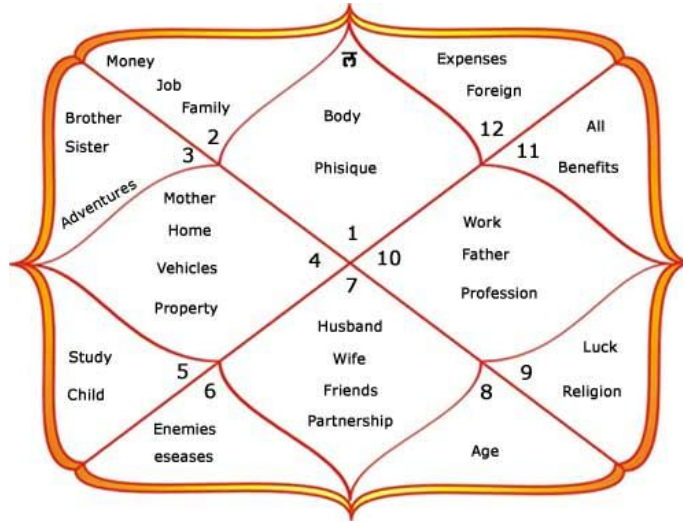 ल
Money
Job
Family
2
Body
Phisique
1
Expenses
Foreign
12
Brother
Sister
3
Adventures
All
Benefits
11
Mother
Home
Vehicles
Property
4
Work
Father
Profession
10
7
Husband
Wife
Friends
Partnership
Study
Child
5
6
Enemies
eseases
8
Age
9
Luck
Religion